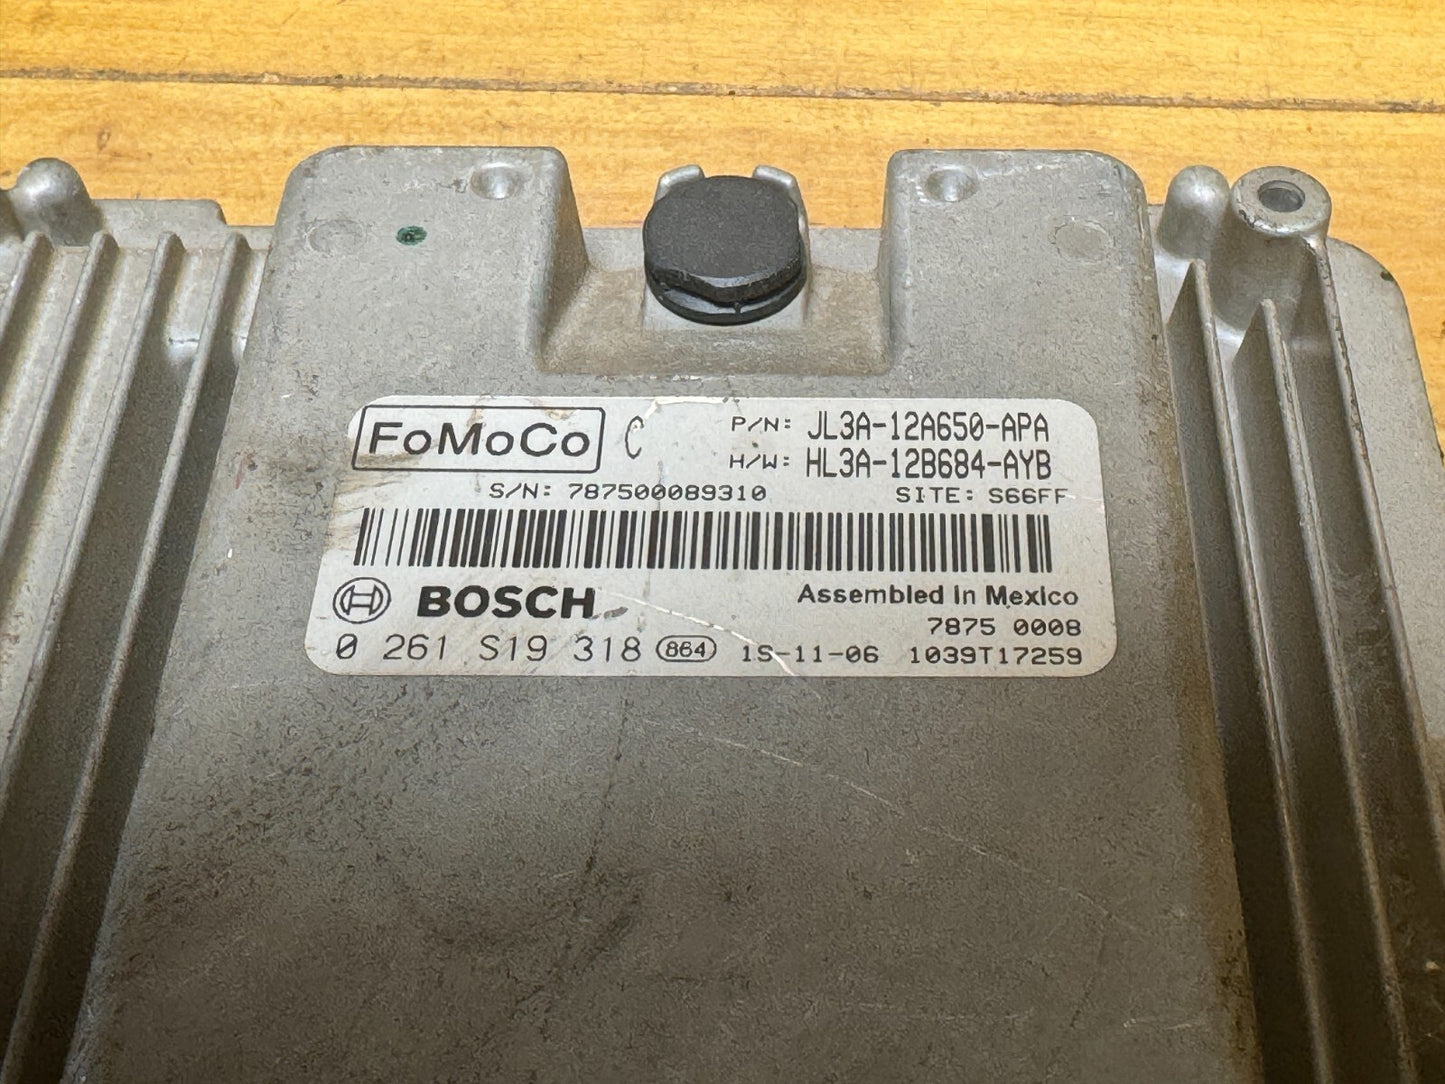 FoMoCo C P/N: JL3A-12A650-APA
H/W: HL3A-12B684-AYB
S/N: 787500089310 SITE: S66FF
BOSCH Assembled in Mexico
7875 0008
0 261 S19 318 864 1S-11-06 1039T17259